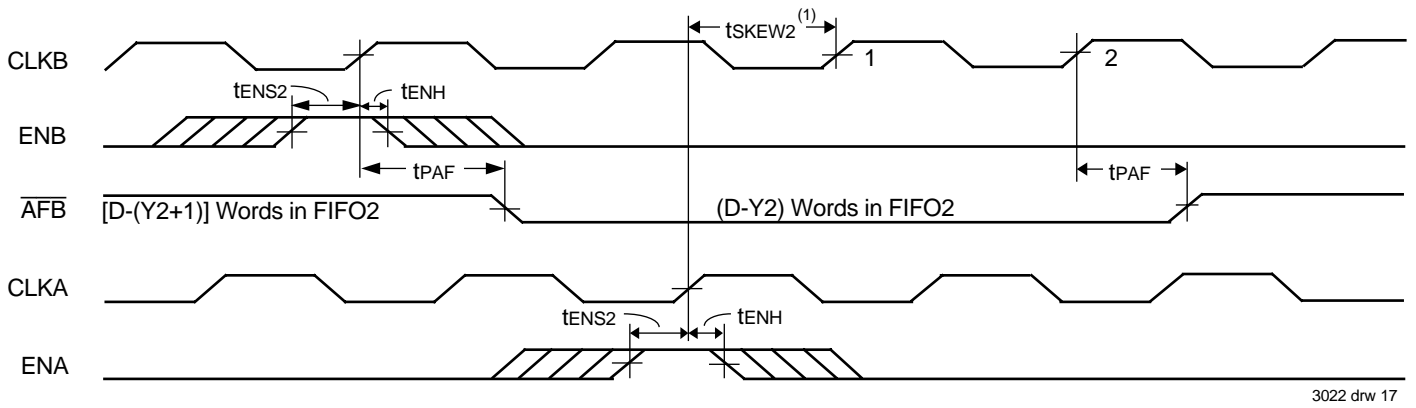 tSKEW2 (1)
CLKB
1
2
tENS2
tENH
ENB
tPAF
tPAF
AFB
[D-(Y2+1)] Words in FIFO2
(D-Y2) Words in FIFO2
CLKA
tENS2
tENH
ENA
3022 drw 17